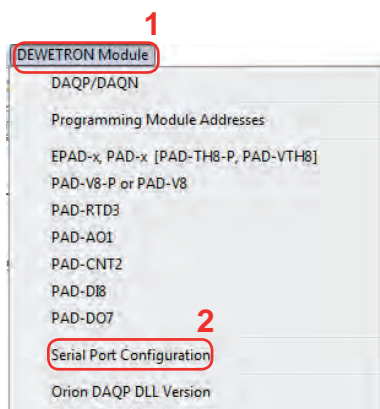 1
DEWETRON Module
DAQP/DAQN
Programming Module Addresses
EPAD-x, PAD-x [PAD-TH8-P, PAD-VTH8]
PAD-V8-P or PAD-V8
PAD-RTD3
PAD-AO1
PAD-CNT2
PAD-DI8
PAD-DO7
2
Serial Port Configuration
Orion DAQP DLL Version